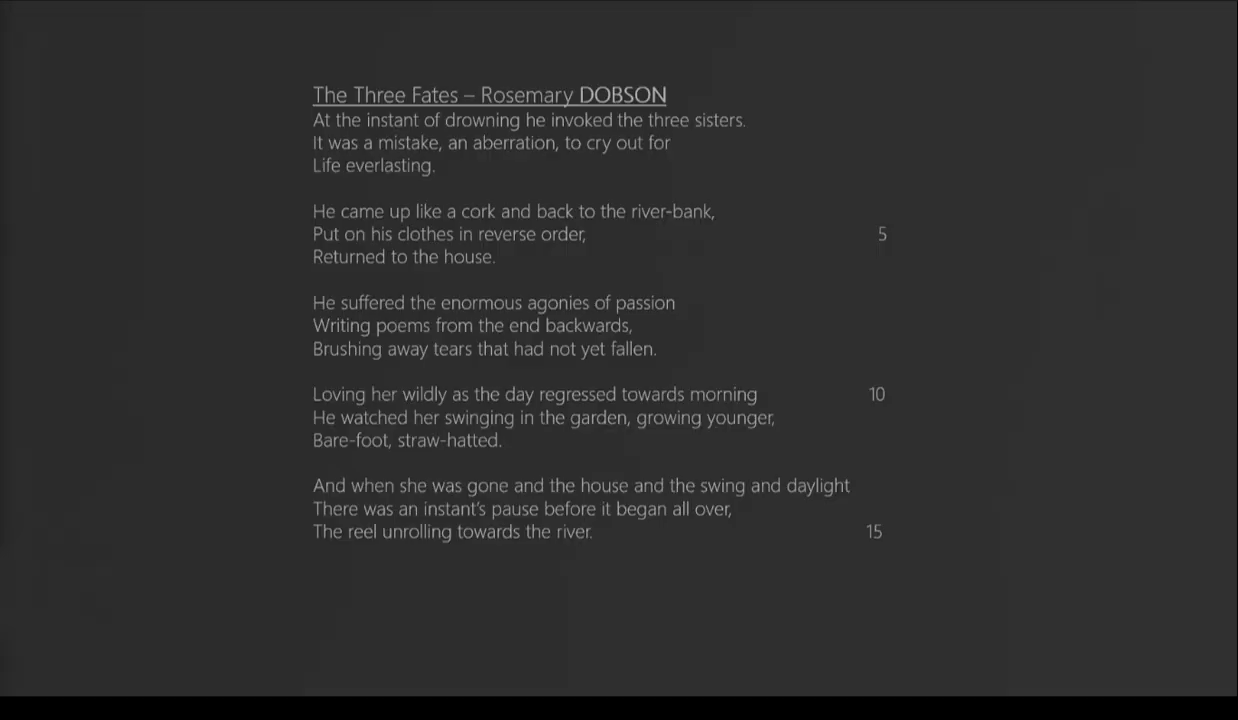 The Three Fates – Rosemary DOBSON
At the instant of drowning he invoked the three sisters.
It was a mistake, an aberration, to cry out for
Life everlasting.
He came up like a cork and back to the river-bank,
Put on his clothes in reverse order, 5
Returned to the house.
He suffered the enormous agonies of passion
Writing poems from the end backwards,
Brushing away tears that had not yet fallen.
Loving her wildly as the day regressed towards morning 10
He watched her swinging in the garden, growing younger,
Bare-foot, straw-hatted.
And when she was gone and the house and the swing and daylight
There was an instant's pause before it began all over,
The reel unrolling towards the river. 15